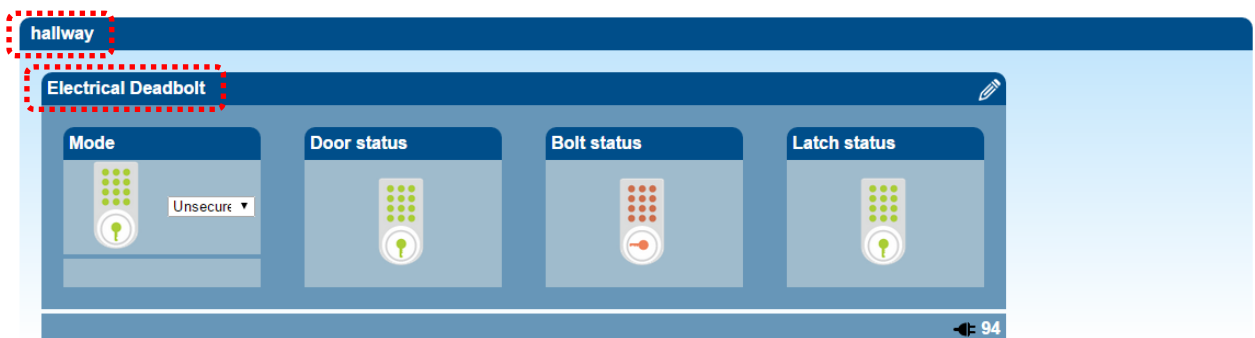 hallway
Electrical Deadbolt
Mode
Door status
Bolt status
Latch status
Unsecure
94